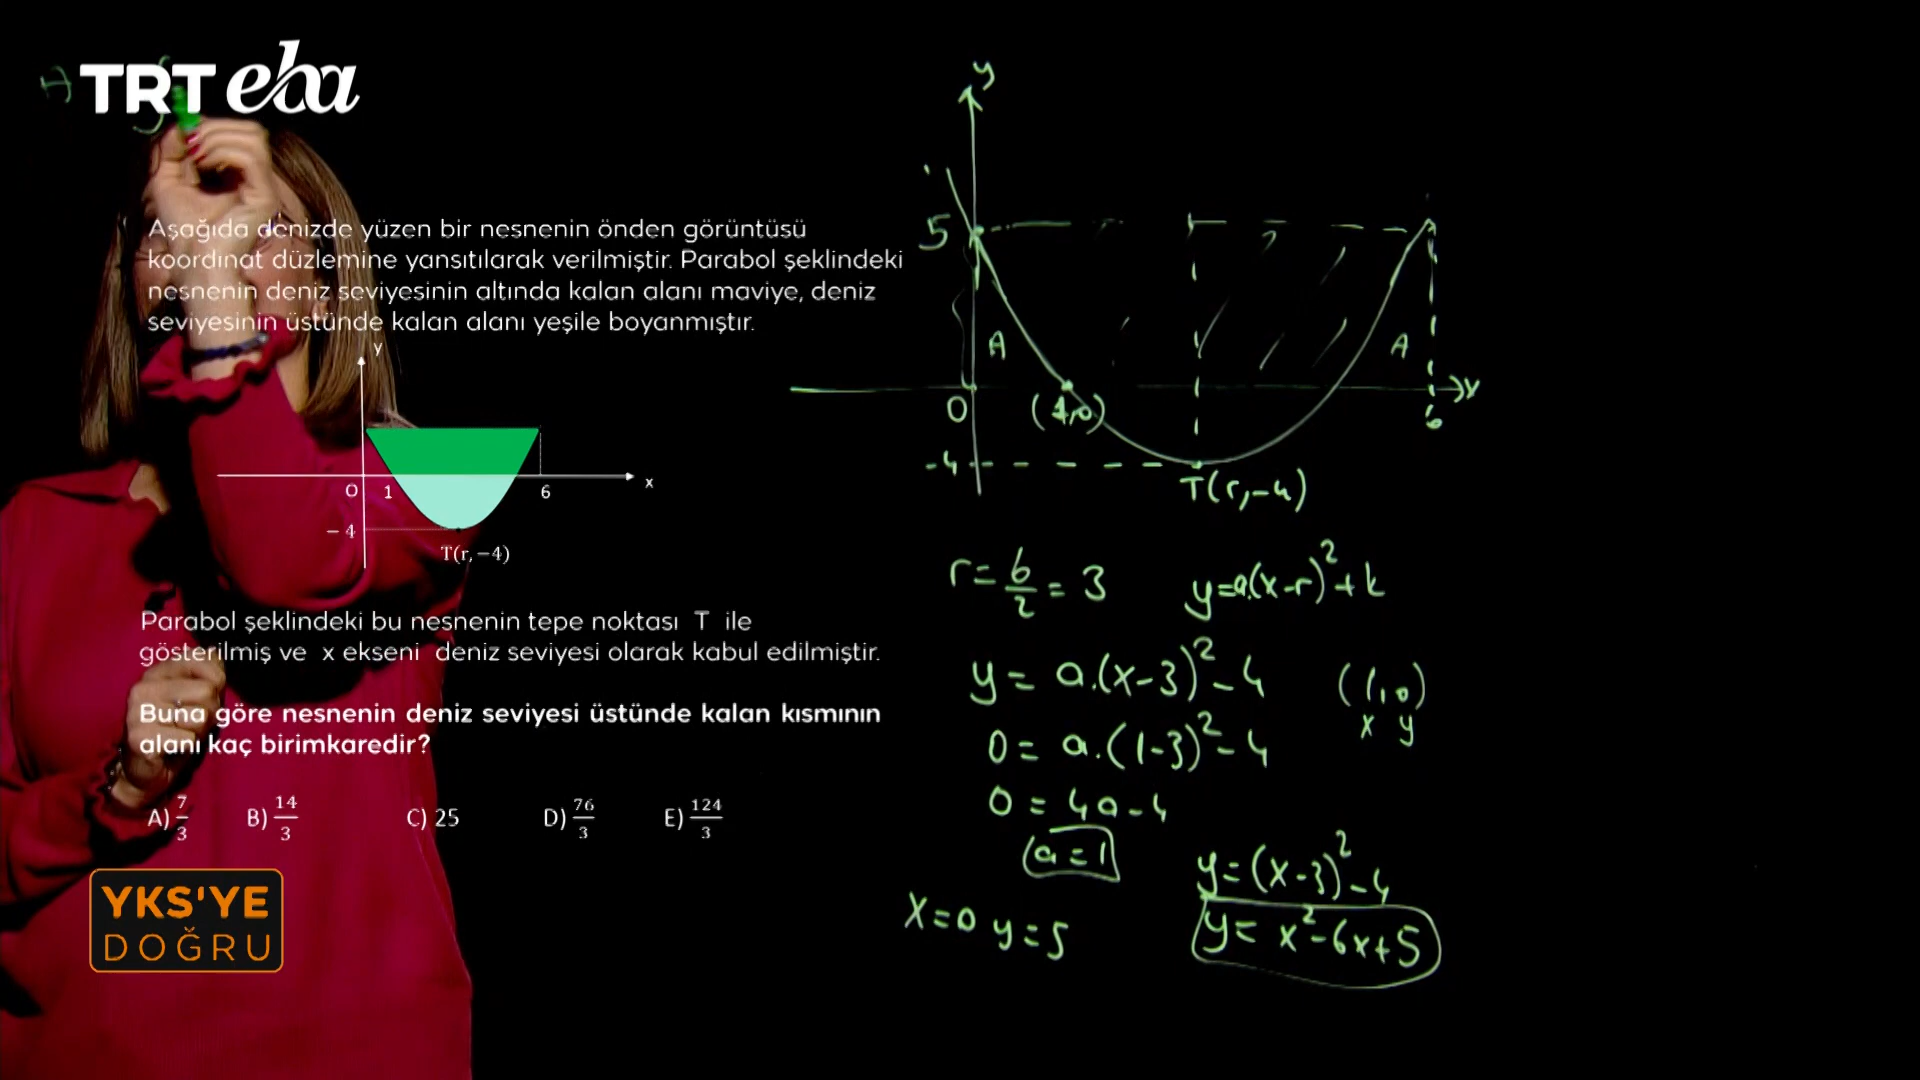 TRT eba
Aşağıda denizde yüzen bir nesnenin önden görüntüsü
koordinat düzlemine yansıtılarak verilmiştir. Parabol şeklindeki
nesnenin deniz seviyesinin altında kalan alanı maviye, deniz
seviyesinin üstünde kalan alanı yeşile boyanmıştır.
y
x
O 1 6
-4
T(r, -4)
Parabol şeklindeki bu nesnenin tepe noktası T ile
gösterilmiş ve x ekseni deniz seviyesi olarak kabul edilmiştir.
Buna göre nesnenin deniz seviyesi üstünde kalan kısmının
alanı kaç birimkaredir?
A) 7/3 B) 14/3 C) 25 D) 76/3 E) 124/3
YKS'YE
DOĞRU
y
5
A A
x
0 (1,0) 6
-4
T(r,-4)
r = 6/2 = 3 y=a.(x-r)²+k
y = a.(x-3)²-4 (1,0)
x y
0 = a.(1-3)²-4
0 = 4a-4
a=1
y=(x-3)²-4
x=0 y=5
y= x²-6x+5